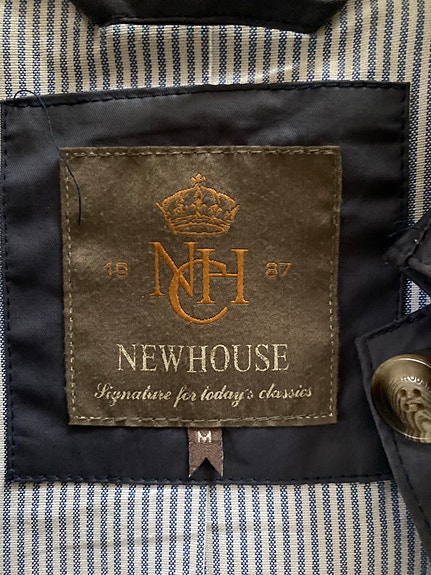 18 NCH 87
NEWHOUSE
Signature for today's classics
M